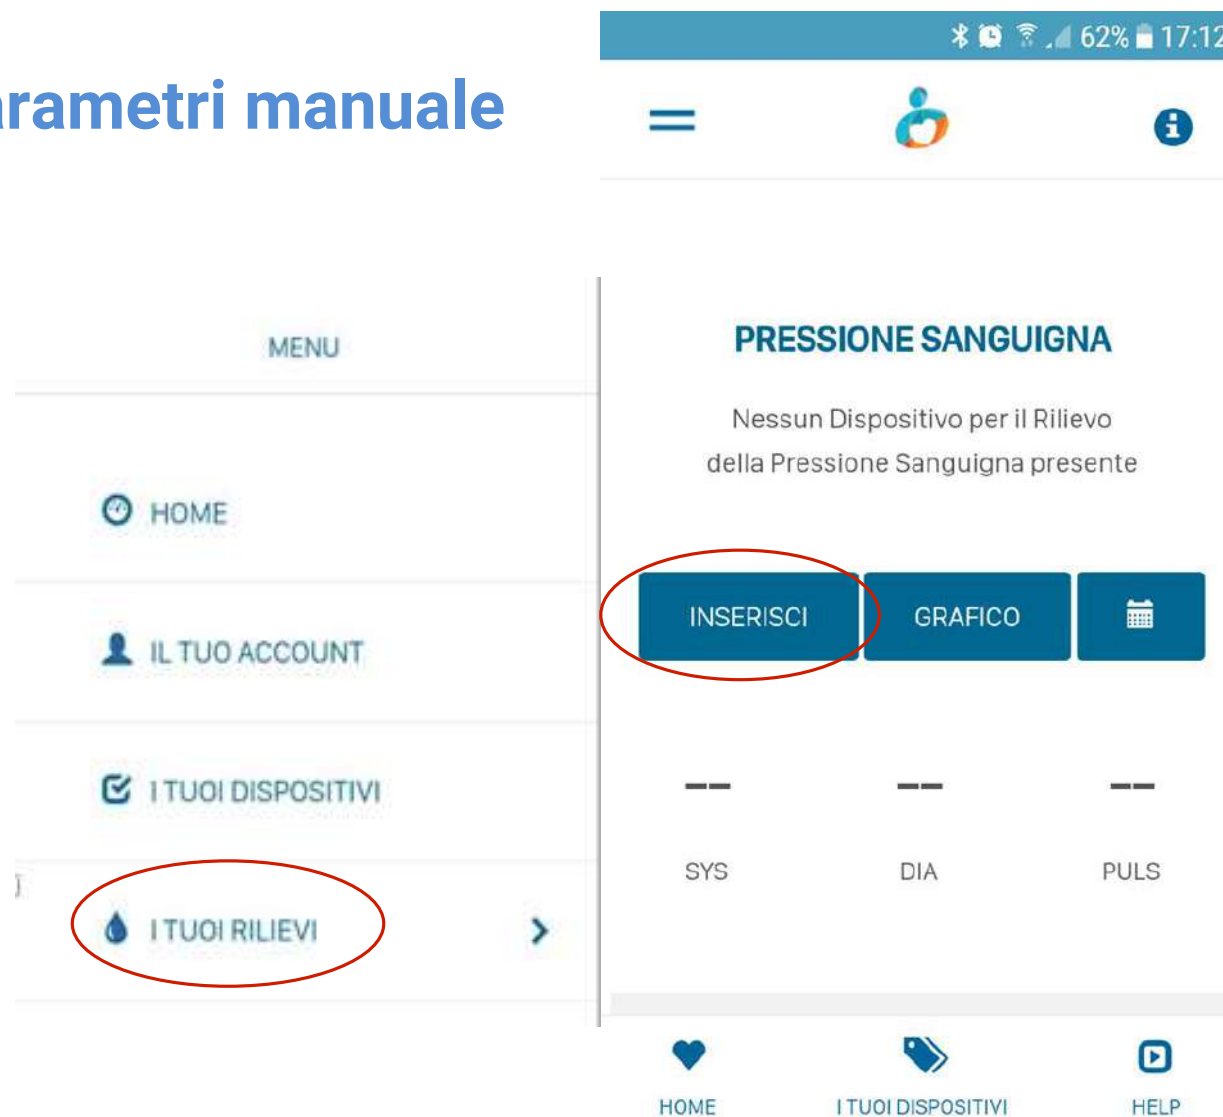 arametri manuale
MENU
HOME
IL TUO ACCOUNT
I TUOI DISPOSITIVI
I TUOI RILIEVI
62% 17:12
PRESSIONE SANGUIGNA
Nessun Dispositivo per il Rilievo
della Pressione Sanguigna presente
INSERISCI GRAFICO
-- -- --
SYS DIA PULS
HOME I TUOI DISPOSITIVI HELP